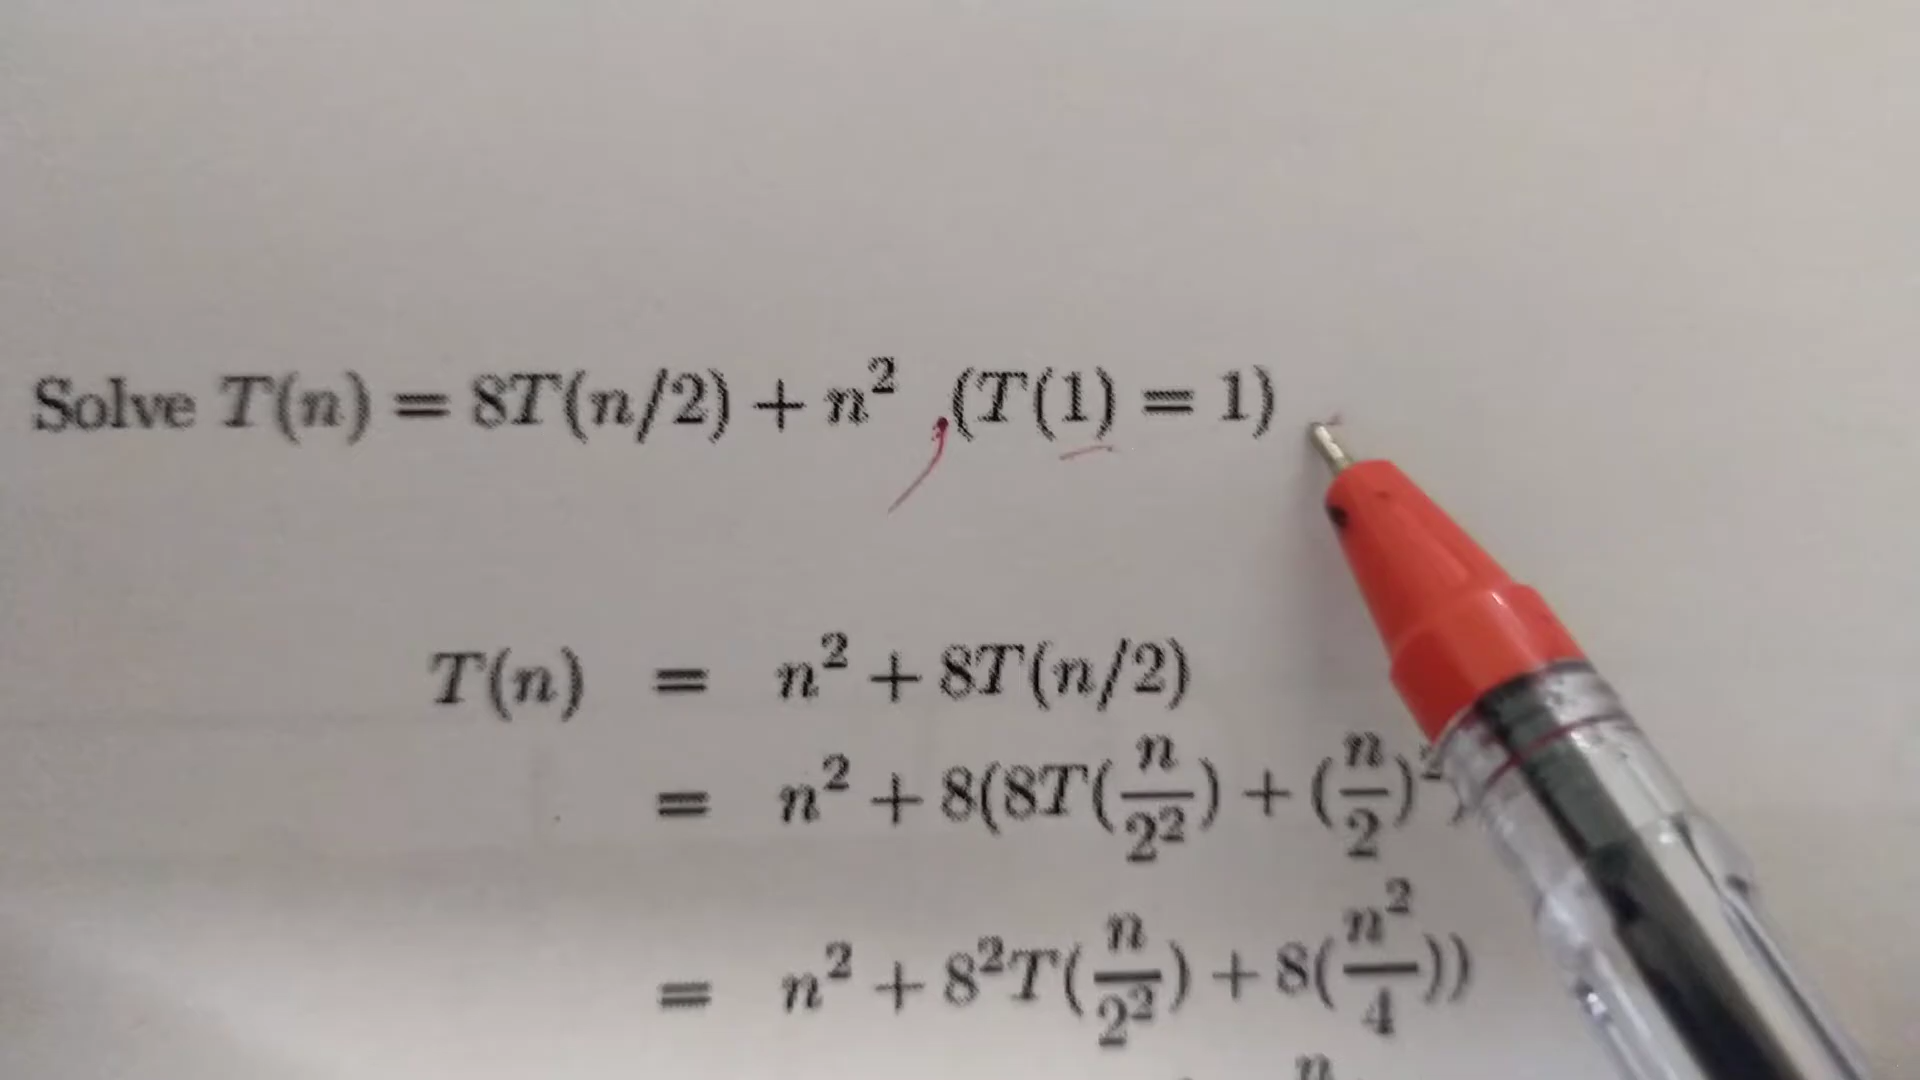 Solve T(n) = 8T(n/2) + n² , (T(1) = 1)
T(n) = n² + 8T(n/2)
= n² + 8(8T(n/2²) + (n/2)²)
= n² + 8²T(n/2²) + 8(n²/4))
n